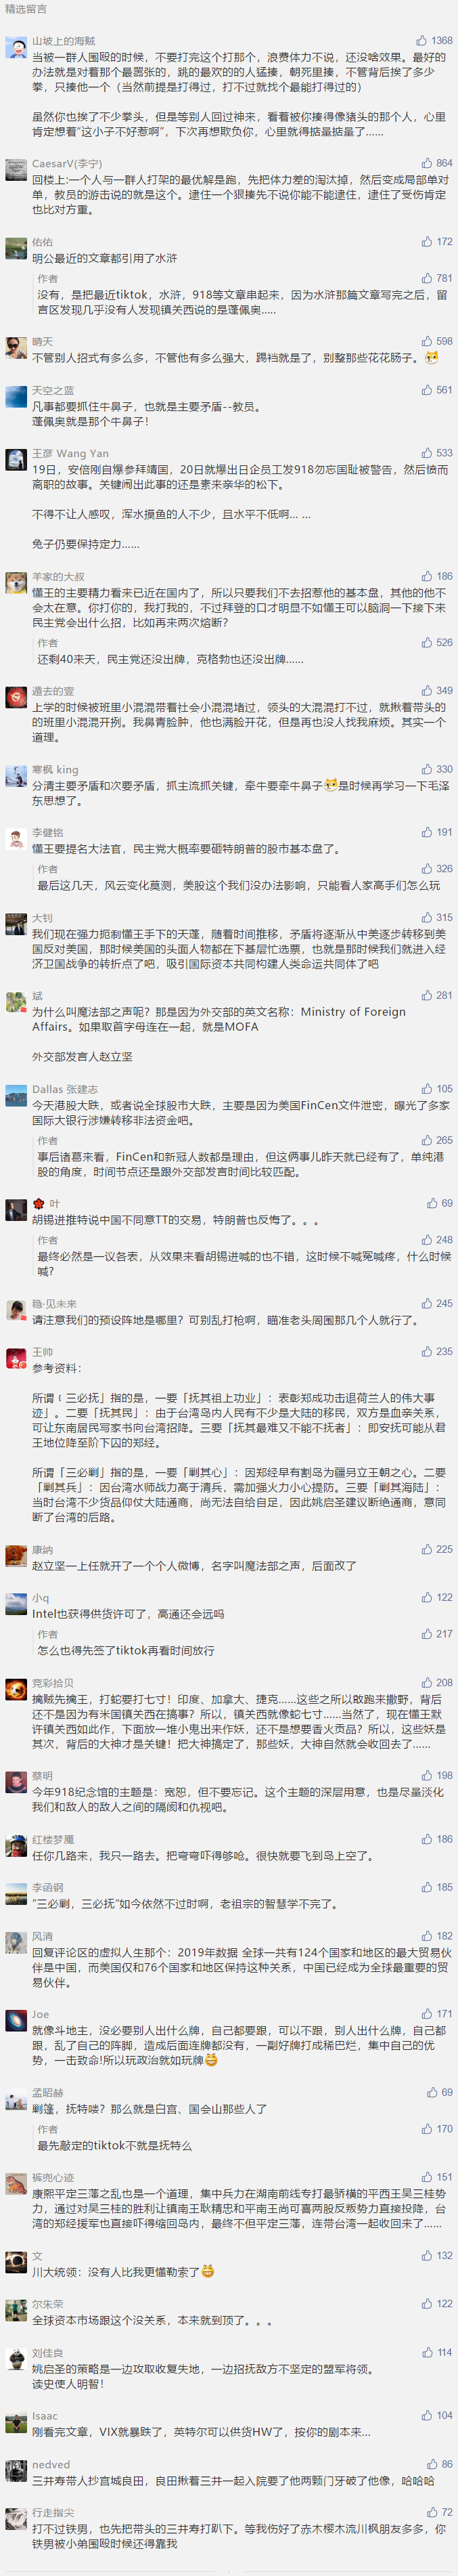 精选留言
山坡上的海贼 1368
当被一群人围殴的时候，不要打完这个打那个，浪费体力不说，还没啥效果。最好的
办法就是对着那个最嚣张的，跳的最欢的的人猛揍，朝死里揍，不管背后挨了多少
拳，只揍他一个（当然前提是打得过，打不过就找个最能打得过的）
虽然你也挨了不少拳头，但是等别人回过神来，看着被你揍得像猪头的那个人，心里
肯定想着“这小子不好惹啊”，下次再想欺负你，心里就得掂量掂量了......
CaesarV(李宁) 864
回楼上:一个人与一群人打架的最优解是跑，先把体力差的淘汰掉，然后变成局部单对
单，教员的游击说的就是这个。逮住一个狠揍先不说你能不能逮住，逮住了受伤肯定
也比对方重。
佑佑 172
明公最近的文章都引用了水浒
作者 781
没有，是把最近tiktok，水浒，918等文章串起来，因为水浒那篇文章写完之后，留
言区发现几乎没有人发现镇关西说的是蓬佩奥.....
晴天 598
不管别人招式有多么多，不管他有多么强大，踢裆就是了，别整那些花花肠子。
天空之蓝 561
凡事都要抓住牛鼻子，也就是主要矛盾--教员。
蓬佩奥就是那个牛鼻子！
王彦 Wang Yan 533
19日，安倍刚自爆参拜靖国，20日就爆出日企员工发918勿忘国耻被警告，然后愤而
离职的故事。关键闹出此事的还是素来亲华的松下。
不得不让人感叹，浑水摸鱼的人不少，且水平不低啊... ...
兔子仍要保持定力......
羊家的大叔 186
懂王的主要精力看来已近在国内了，所以只要我们不去招惹他的基本盘，其他的他不
会太在意。你打你的，我打我的，不过拜登的口才明显不如懂王可以脑洞一下接下来
民主党会出什么招，比如再来两次熔断？
作者 526
还剩40来天，民主党还没出牌，克格勃也还没出牌......
遁去的壹 349
上学的时候被班里小混混带着社会小混混堵过，领头的大混混打不过，就揪着带头的
的班里小混混开捌。我鼻青脸肿，他也满脸开花，但是再也没人找我麻烦。其实一个
道理。
寒枫 king 330
分清主要矛盾和次要矛盾，抓主流抓关键，牵牛要牵牛鼻子是时候再学习一下毛泽
东思想了。
李健铭 191
懂王要提名大法官，民主党大概率要砸特朗普的股市基本盘了。
作者 326
最后这几天，风云变化莫测，美股这个我们没办法影响，只能看人家高手们怎么玩
大钊 315
我们现在强力扼制懂王手下的天蓬，随着时间推移，矛盾将逐渐从中美逐步转移到美
国反对美国，那时候美国的头面人物都在下基层忙选票，也就是那时候我们就进入经
济卫国战争的转折点了吧，吸引国际资本共同构建人类命运共同体了吧
斌 281
为什么叫魔法部之声呢？那是因为外交部的英文名称：Ministry of Foreign
Affairs。如果取首字母连在一起，就是MOFA
外交部发言人赵立坚
Dallas 张建志 105
今天港股大跌，或者说全球股市大跌，主要是因为美国FinCen文件泄密，曝光了多家
国际大银行涉嫌转移非法资金吧。
作者 265
事后诸葛来看，FinCen和新冠人数都是理由，但这俩事儿昨天就已经有了，单纯港
股的角度，时间节点还是跟外交部发言时间比较匹配。
叶 69
胡锡进推特说中国不同意TT的交易，特朗普也反悔了。。。
作者 248
最终必然是一议各表，从效果来看胡锡进喊的也不错，这时候不喊冤喊疼，什么时候
喊？
稳·见未来 245
请注意我们的预设阵地是哪里？可别乱打枪啊，瞄准老头周围那几个人就行了。
王帅 235
参考资料：
所谓﹝三必抚」指的是，一要「抚其祖上功业」：表彰郑成功击退荷兰人的伟大事
迹」。二要「抚其民」：由于台湾岛内人民有不少是大陆的移民，双方是血亲关系，
可让东南居民写家书向台湾招降。三要「抚其最难又不能不抚者」：即安抚可能从君
王地位降至阶下囚的郑经。
所谓「三必剿」指的是，一要「剿其心」：因郑经早有割岛为疆另立王朝之心。二要
「剿其兵」：因台湾水师战力高于清兵，需加强火力小心提防。三要「剿其海陆」：
当时台湾不少货品仰仗大陆通商，尚无法自给自足，因此姚启圣建议断绝通商，意同
断了台湾的后路。
康纳 225
赵立坚一上任就开了一个个人微博，名字叫魔法部之声，后面改了
小q 122
Intel也获得供货许可了，高通还会远吗
作者 217
怎么也得先签了tiktok再看时间放行
竞彩拾贝 208
擒贼先擒王，打蛇要打七寸！印度、加拿大、捷克......这些之所以敢跑来撒野，背后
还不是因为有米国镇关西在搞事？所以，镇关西就像蛇七寸......当然了，现在懂王默
许镇关西如此作，下面放一堆小鬼出来作妖，还不是想要香火贡品？所以，这些妖是
其次，背后的大神才是关键！把大神搞定了，那些妖，大神自然就会收回去了......
蔡明 198
今年918纪念馆的主题是：宽恕，但不要忘记。这个主题的深层用意，也是尽量淡化
我们和敌人的敌人之间的隔阂和仇视吧。
红楼梦魇 186
任你几路来，我只一路去。把弯弯吓得够呛。很快就要飞到岛上空了。
李函钢 185
“三必剿，三必抚”如今依然不过时啊，老祖宗的智慧学不完了。
风清 182
回复评论区的虚拟人生那个：2019年数据 全球一共有124个国家和地区的最大贸易伙
伴是中国，而美国仅和76个国家和地区保持这种关系，中国已经成为全球最重要的贸
易伙伴。
Joe 171
就像斗地主，没必要别人出什么牌，自己都要跟，可以不跟，别人出什么牌，自己都
跟，乱了自己的阵脚，造成后面连牌都没有，一副好牌打成稀巴烂，集中自己的优
势，一击致命!所以玩政治就如玩牌
孟昭赫 69
剿篷，抚特喽？那么就是白宫、国会山那些人了
作者 170
最先敲定的tiktok不就是抚特么
裤兜心迹 151
康熙平定三藩之乱也是一个道理，集中兵力在湖南前线专打最骄横的平西王吴三桂势
力，通过对吴三桂的胜利让镇南王耿精忠和平南王尚可喜两股反叛势力直接投降，台
湾的郑经援军也直接吓得缩回岛内，最终不但平定三藩，连带台湾一起收回来了......
文 132
川大统领：没有人比我更懂勒索了
尔朱荣 122
全球资本市场跟这个没关系，本来就到顶了。。。
刘佳良 114
姚启圣的策略是一边攻取收复失地，一边招抚敌方不坚定的盟军将领。
读史使人明智！
Isaac 104
刚看完文章，VIX就暴跌了，英特尔可以供货HW了，按你的剧本来...
nedved 86
三井寿带人抄宫城良田，良田揪着三井一起入院要了他两颗门牙破了他像，哈哈哈
行走指尖 72
打不过铁男，也先把带头的三井寿打趴下。等我伤好了赤木樱木流川枫朋友多多，你
铁男被小弟围殴时候还得靠我